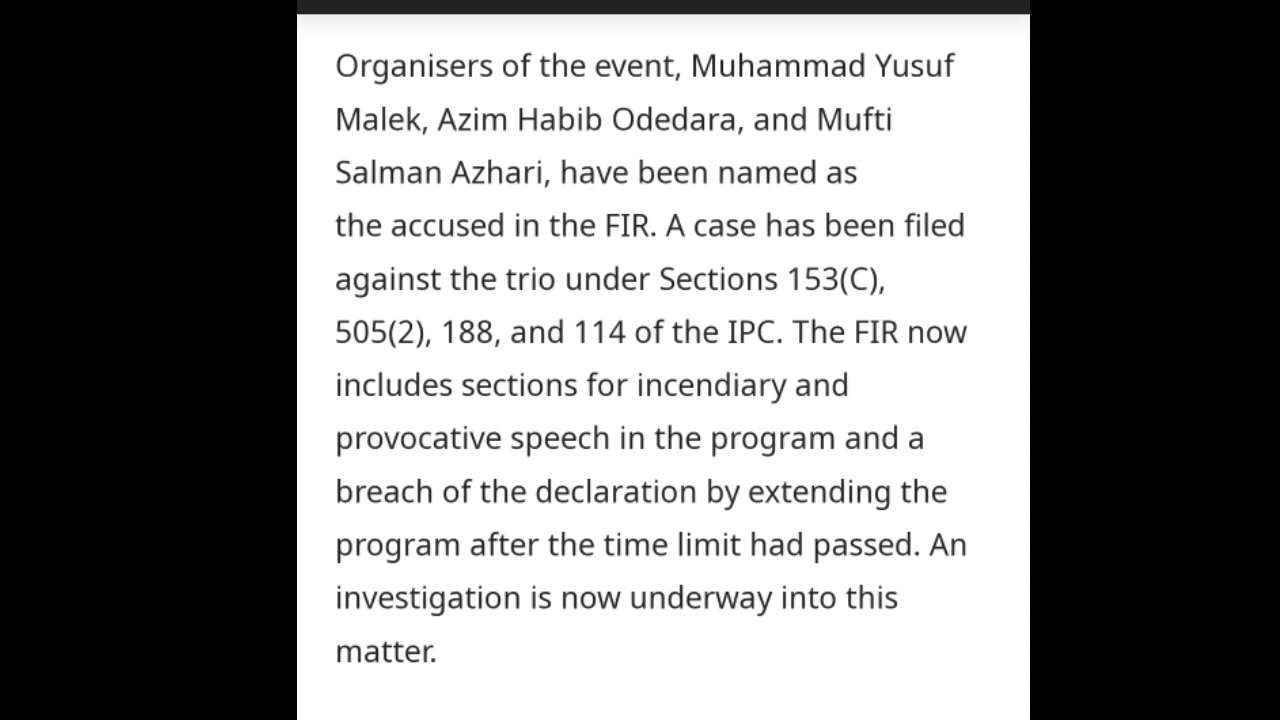 Organisers of the event, Muhammad Yusuf
Malek, Azim Habib Odedara, and Mufti
Salman Azhari, have been named as
the accused in the FIR. A case has been filed
against the trio under Sections 153(C),
505(2), 188, and 114 of the IPC. The FIR now
includes sections for incendiary and
provocative speech in the program and a
breach of the declaration by extending the
program after the time limit had passed. An
investigation is now underway into this
matter.